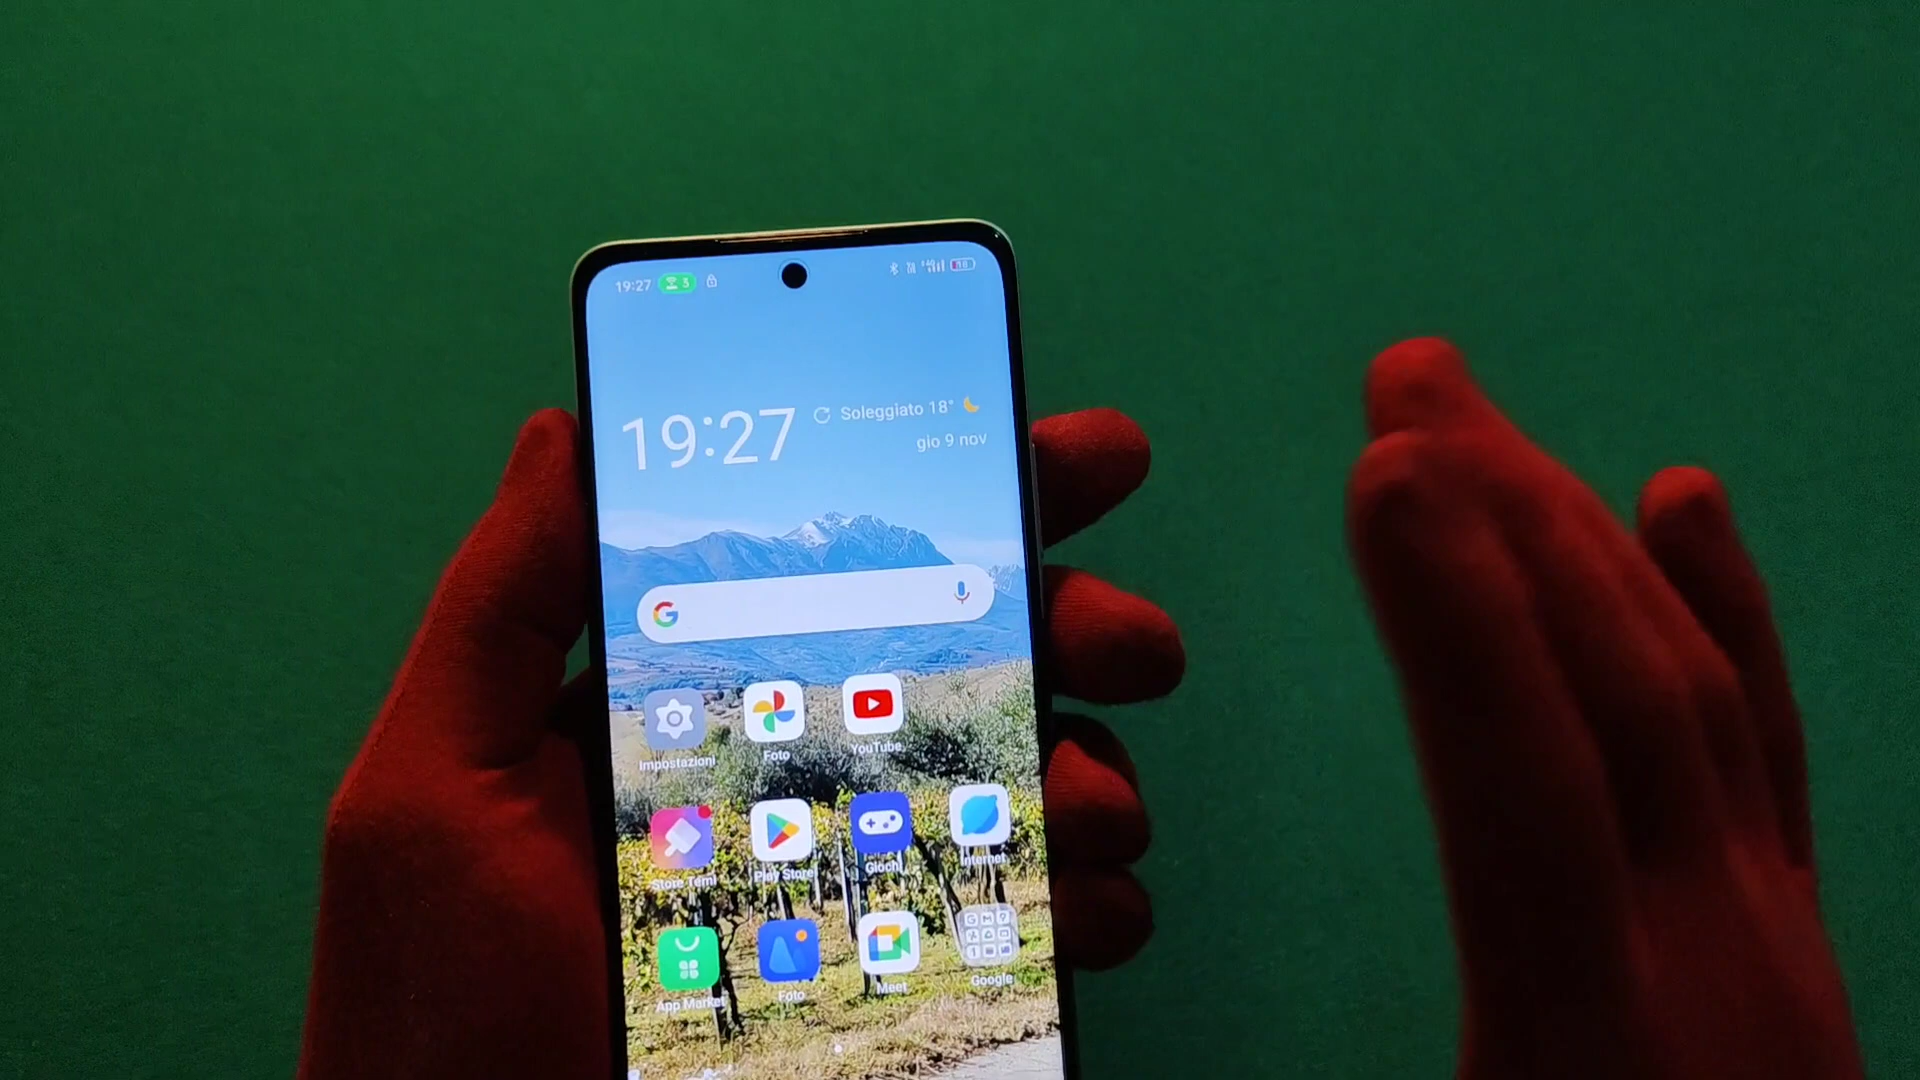 19:27 3
19:27
Soleggiato 18°
gio 9 nov
G
Impostazioni
Foto
YouTube
Store Temi
Play Store
Giochi
Internet
App Market
Foto
Meet
Google